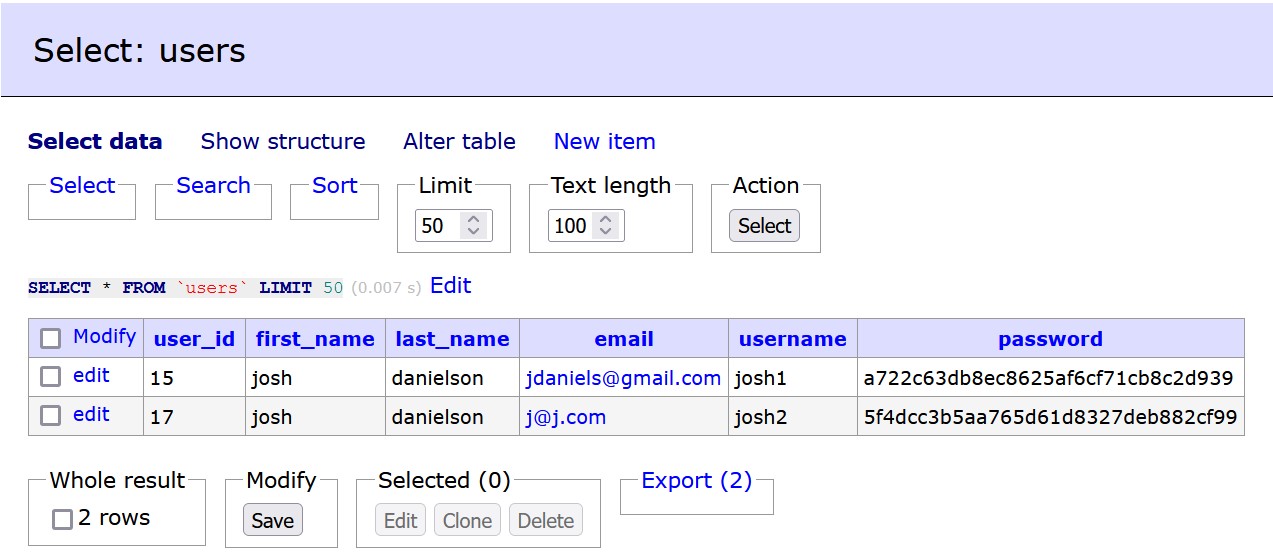 Select: users
Select data Show structure Alter table New item
Select Search Sort Limit Text length Action
50 100 Select
SELECT * FROM `users` LIMIT 50 (0.007 s) Edit
Modify user_id first_name last_name email username password
edit 15 josh danielson jdaniels@gmail.com josh1 a722c63db8ec8625af6cf71cb8c2d939
edit 17 josh danielson j@j.com josh2 5f4dcc3b5aa765d61d8327deb882cf99
Whole result Modify Selected (0) Export (2)
2 rows Save Edit Clone Delete